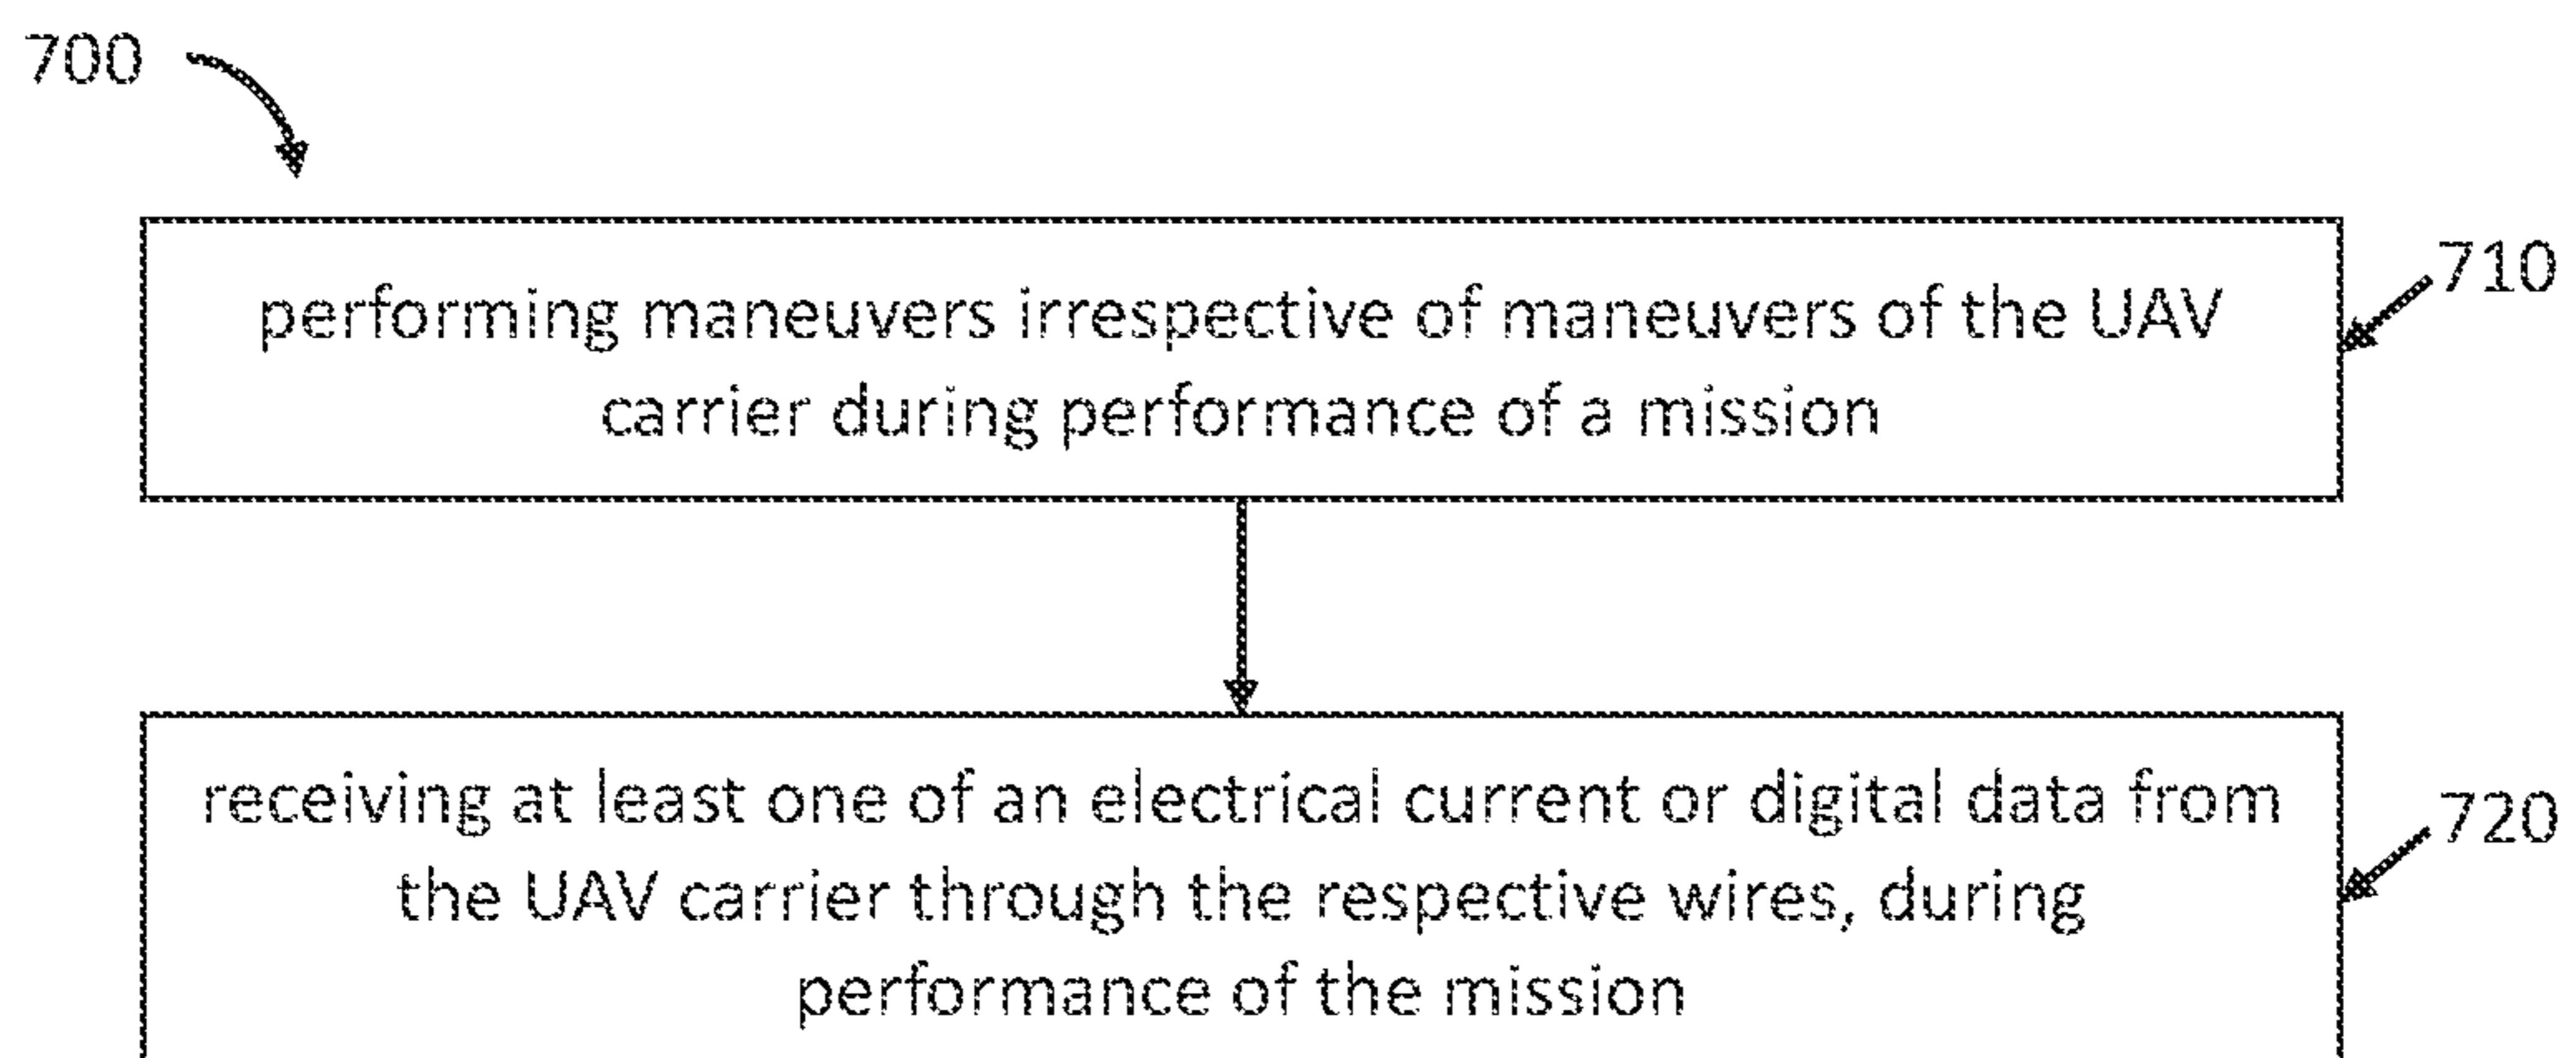 700
performing maneuvers irrespective of maneuvers of the UAV
carrier during performance of a mission
710
receiving at least one of an electrical current or digital data from
the UAV carrier through the respective wires, during
performance of the mission
720